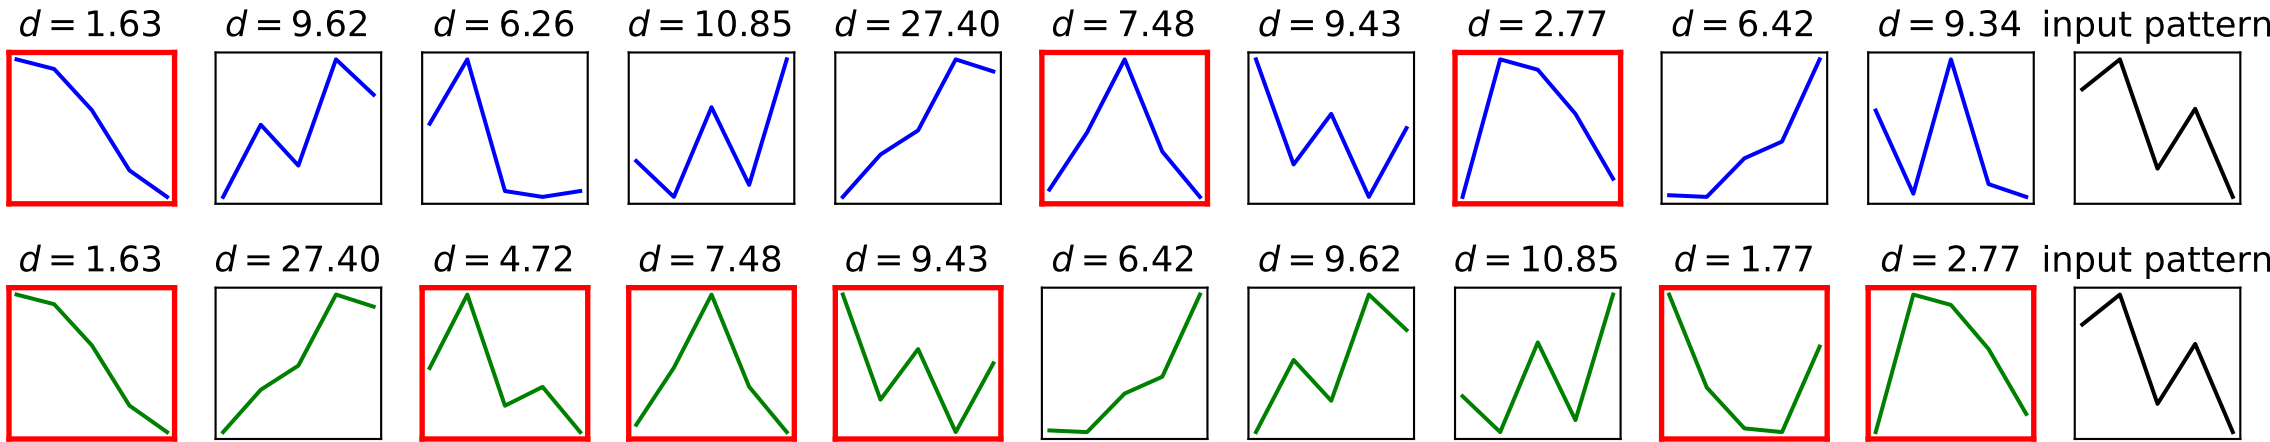 d = 1.63 d = 9.62 d = 6.26 d = 10.85 d = 27.40 d = 7.48 d = 9.43 d = 2.77 d = 6.42 d = 9.34 input pattern
d = 1.63 d = 27.40 d = 4.72 d = 7.48 d = 9.43 d = 6.42 d = 9.62 d = 10.85 d = 1.77 d = 2.77 input pattern